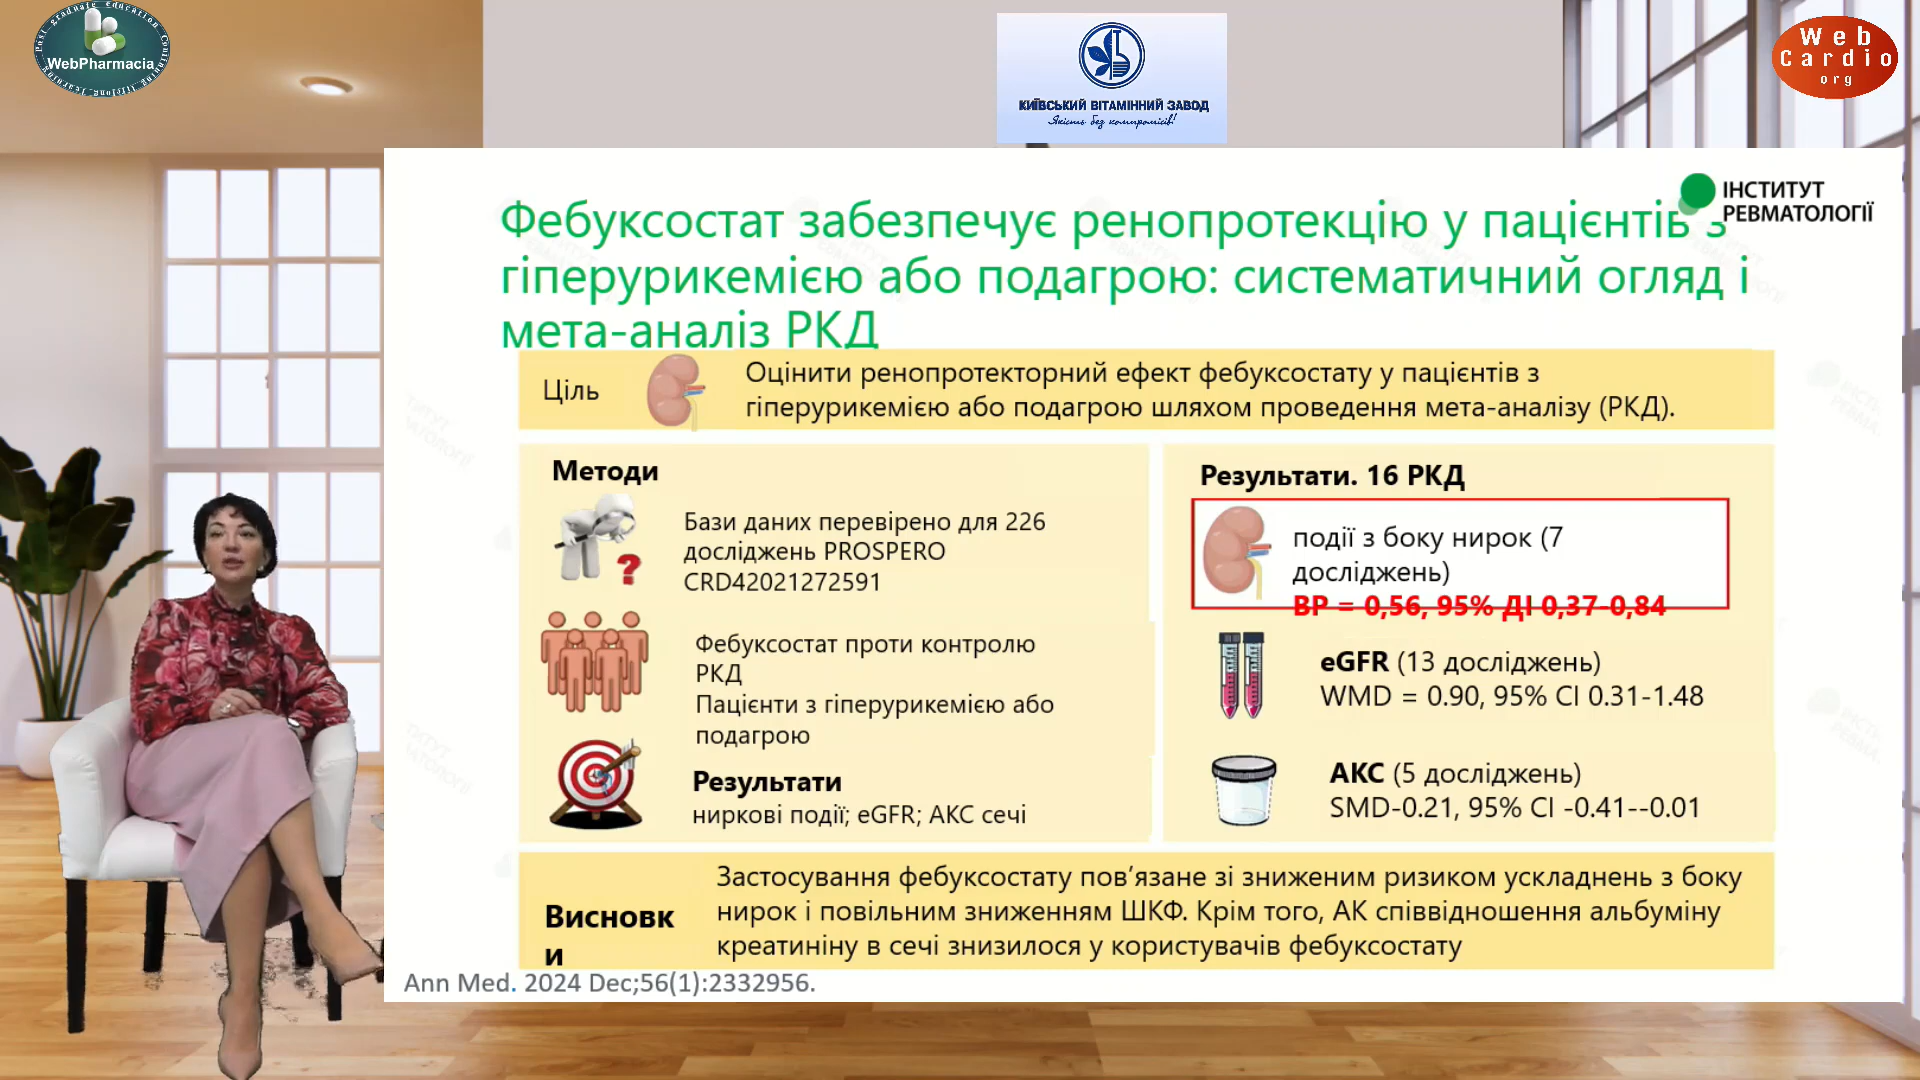 Post-graduate Education. Continuing lifelong learning
WebPharmacia
КИЇВСЬКИЙ ВІТАМІННИЙ ЗАВОД
Якість без компромісів!
Web
Cardio
org
ІНСТИТУТ
РЕВМАТОЛОГІЇ
Фебуксостат забезпечує ренопротекцію у пацієнтів з
гіперурикемією або подагрою: систематичний огляд і
мета-аналіз РКД
Ціль
Оцінити ренопротекторний ефект фебуксостату у пацієнтів з
гіперурикемією або подагрою шляхом проведення мета-аналізу (РКД).
Методи
Бази даних перевірено для 226
досліджень PROSPERO
CRD42021272591
Фебуксостат проти контролю
РКД
Пацієнти з гіперурикемією або
подагрою
Результати
ниркові події; eGFR; АКС сечі
Результати. 16 РКД
події з боку нирок (7
досліджень)
ВР = 0,56, 95% ДІ 0,37-0,84
eGFR (13 досліджень)
WMD = 0.90, 95% CI 0.31-1.48
АКС (5 досліджень)
SMD-0.21, 95% CI -0.41--0.01
Висновк
и
Застосування фебуксостату пов’язане зі зниженим ризиком ускладнень з боку
нирок і повільним зниженням ШКФ. Крім того, АК співвідношення альбуміну
креатиніну в сечі знизилося у користувачів фебуксостату
Ann Med. 2024 Dec;56(1):2332956.